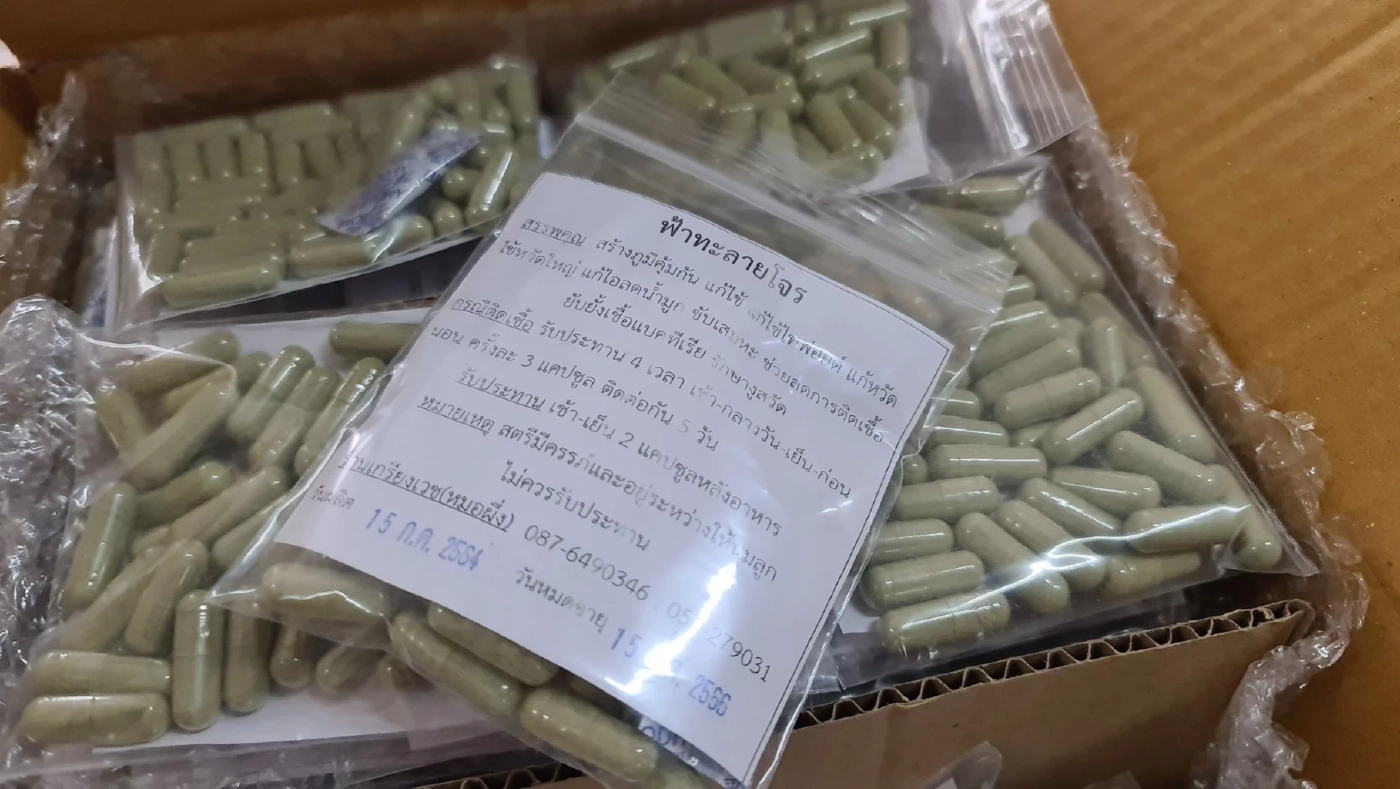 ฟ้าทะลายโจร
สรรพคุณ สร้างภูมิคุ้มกัน แก้ไข้ แก้ไข้ไทฟอยด์ แก้หวัด
ไข้หวัดใหญ่ แก้ไอลดน้ำมูก ขับเสมหะ ช่วยลดการติดเชื้อ
ยับยั้งเชื้อแบคทีเรีย รักษางูสวัด
กรณีติดเชื้อ รับประทาน 4 เวลา เช้า-กลางวัน-เย็น-ก่อน
นอน ครั้งละ 3 แคปซูล ติดต่อกัน 5 วัน
รับประทาน เช้า-เย็น 2 แคปซูลหลังอาหาร
หมายเหตุ สตรีมีครรภ์และอยู่ระหว่างให้นมลูก
ไม่ควรรับประทาน
บ้านเกรียงเวช(หมอผึ่ง) 087-6490346 279031
วันผลิต 15 ก.ค. 2564 วันหมดอายุ 15 2566